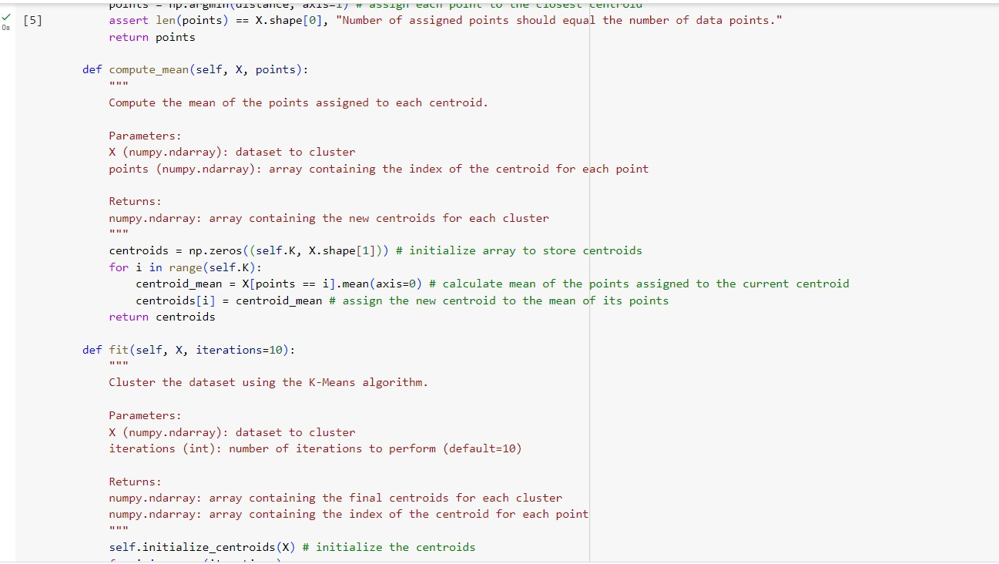 points = np.argmin(distance, axis=1) # assign each point to the closest centroid
[5] assert len(points) == X.shape[0], "Number of assigned points should equal the number of data points."
0s
return points
def compute_mean(self, X, points):
"""
Compute the mean of the points assigned to each centroid.
Parameters:
X (numpy.ndarray): dataset to cluster
points (numpy.ndarray): array containing the index of the centroid for each point
Returns:
numpy.ndarray: array containing the new centroids for each cluster
"""
centroids = np.zeros((self.K, X.shape[1])) # initialize array to store centroids
for i in range(self.K):
centroid_mean = X[points == i].mean(axis=0) # calculate mean of the points assigned to the current centroid
centroids[i] = centroid_mean # assign the new centroid to the mean of its points
return centroids
def fit(self, X, iterations=10):
"""
Cluster the dataset using the K-Means algorithm.
Parameters:
X (numpy.ndarray): dataset to cluster
iterations (int): number of iterations to perform (default=10)
Returns:
numpy.ndarray: array containing the final centroids for each cluster
numpy.ndarray: array containing the index of the centroid for each point
"""
self.initialize_centroids(X) # initialize the centroids